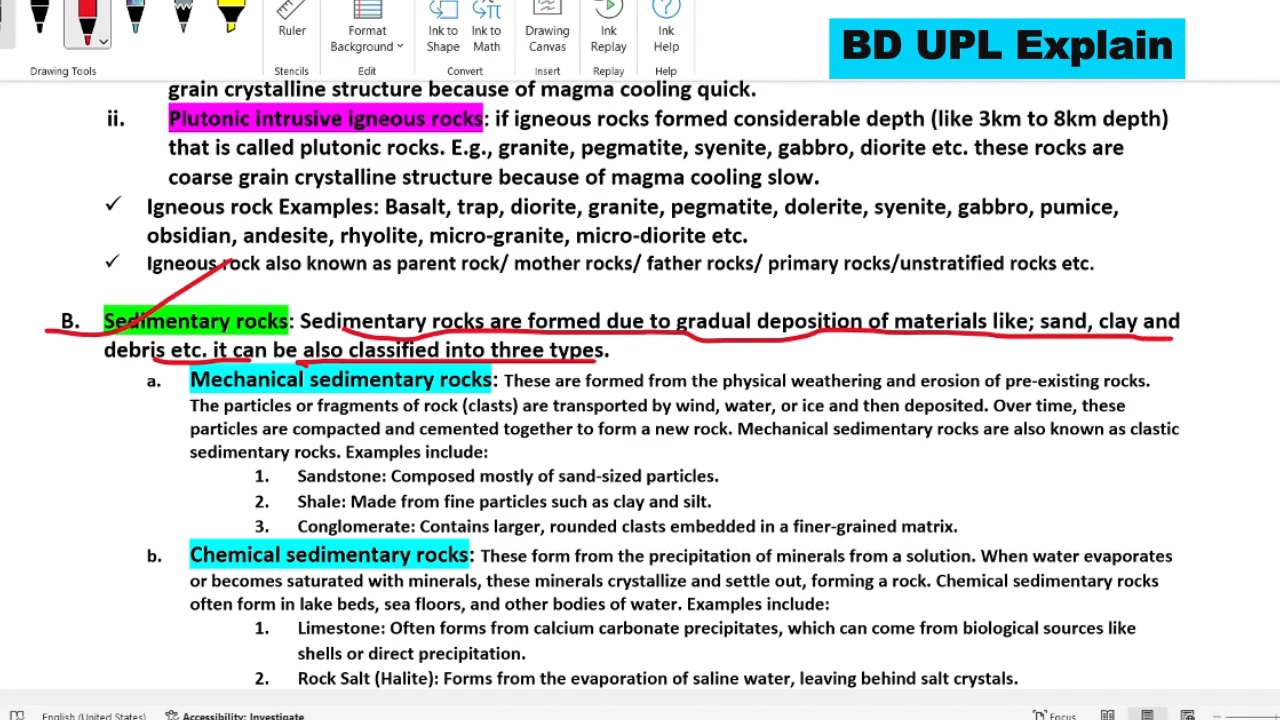 BD UPL Explain
Ruler
Format
Background
Ink to
Shape
Ink to
Math
Drawing
Canvas
Ink
Replay
Ink
Help
Drawing Tools
Stencils
Edit
Convert
Insert
Replay
Help
grain crystalline structure because of magma cooling quick.
ii. Plutonic intrusive igneous rocks: if igneous rocks formed considerable depth (like 3km to 8km depth)
that is called plutonic rocks. E.g., granite, pegmatite, syenite, gabbro, diorite etc. these rocks are
coarse grain crystalline structure because of magma cooling slow.
✓ Igneous rock Examples: Basalt, trap, diorite, granite, pegmatite, dolerite, syenite, gabbro, pumice,
obsidian, andesite, rhyolite, micro-granite, micro-diorite etc.
✓ Igneous rock also known as parent rock/ mother rocks/ father rocks/ primary rocks/unstratified rocks etc.
B. Sedimentary rocks: Sedimentary rocks are formed due to gradual deposition of materials like; sand, clay and
debris etc. it can be also classified into three types.
a. Mechanical sedimentary rocks: These are formed from the physical weathering and erosion of pre-existing rocks.
The particles or fragments of rock (clasts) are transported by wind, water, or ice and then deposited. Over time, these
particles are compacted and cemented together to form a new rock. Mechanical sedimentary rocks are also known as clastic
sedimentary rocks. Examples include:
1. Sandstone: Composed mostly of sand-sized particles.
2. Shale: Made from fine particles such as clay and silt.
3. Conglomerate: Contains larger, rounded clasts embedded in a finer-grained matrix.
b. Chemical sedimentary rocks: These form from the precipitation of minerals from a solution. When water evaporates
or becomes saturated with minerals, these minerals crystallize and settle out, forming a rock. Chemical sedimentary rocks
often form in lake beds, sea floors, and other bodies of water. Examples include:
1. Limestone: Often forms from calcium carbonate precipitates, which can come from biological sources like
shells or direct precipitation.
2. Rock Salt (Halite): Forms from the evaporation of saline water, leaving behind salt crystals.
English (United States)
Accessibility: Investigate
Focus